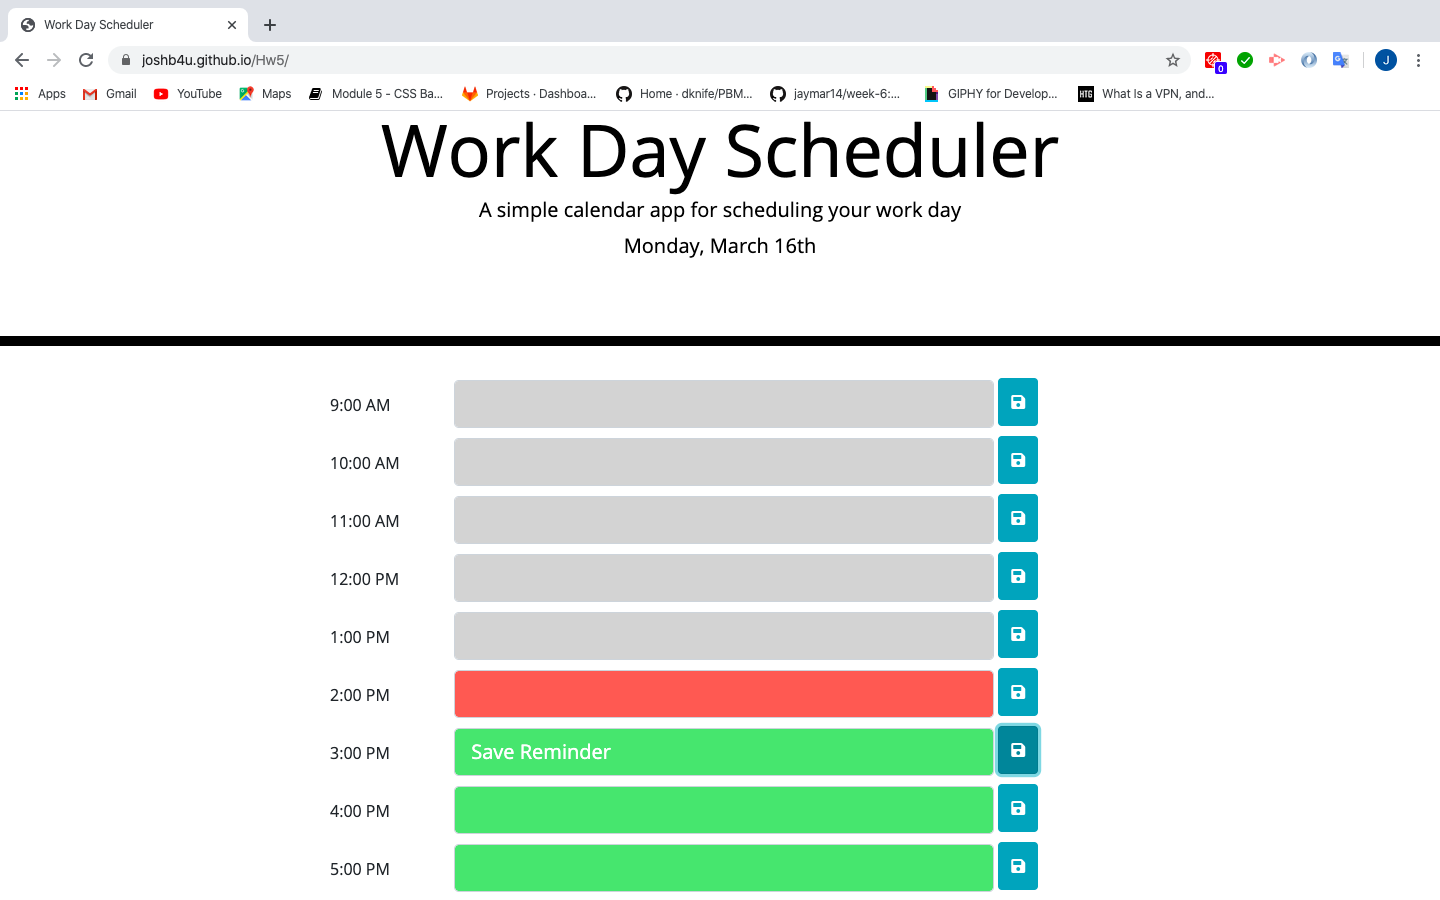 Work Day Scheduler
joshb4u.github.io/Hw5/
0
J
Apps
Gmail
YouTube
Maps
Module 5 - CSS Ba...
Projects · Dashboa...
Home · dknife/PBM...
jaymar14/week-6:...
GIPHY for Develop...
HTG
What Is a VPN, and...
Work Day Scheduler
A simple calendar app for scheduling your work day
Monday, March 16th
9:00 AM
10:00 AM
11:00 AM
12:00 PM
1:00 PM
2:00 PM
3:00 PM Save Reminder
4:00 PM
5:00 PM